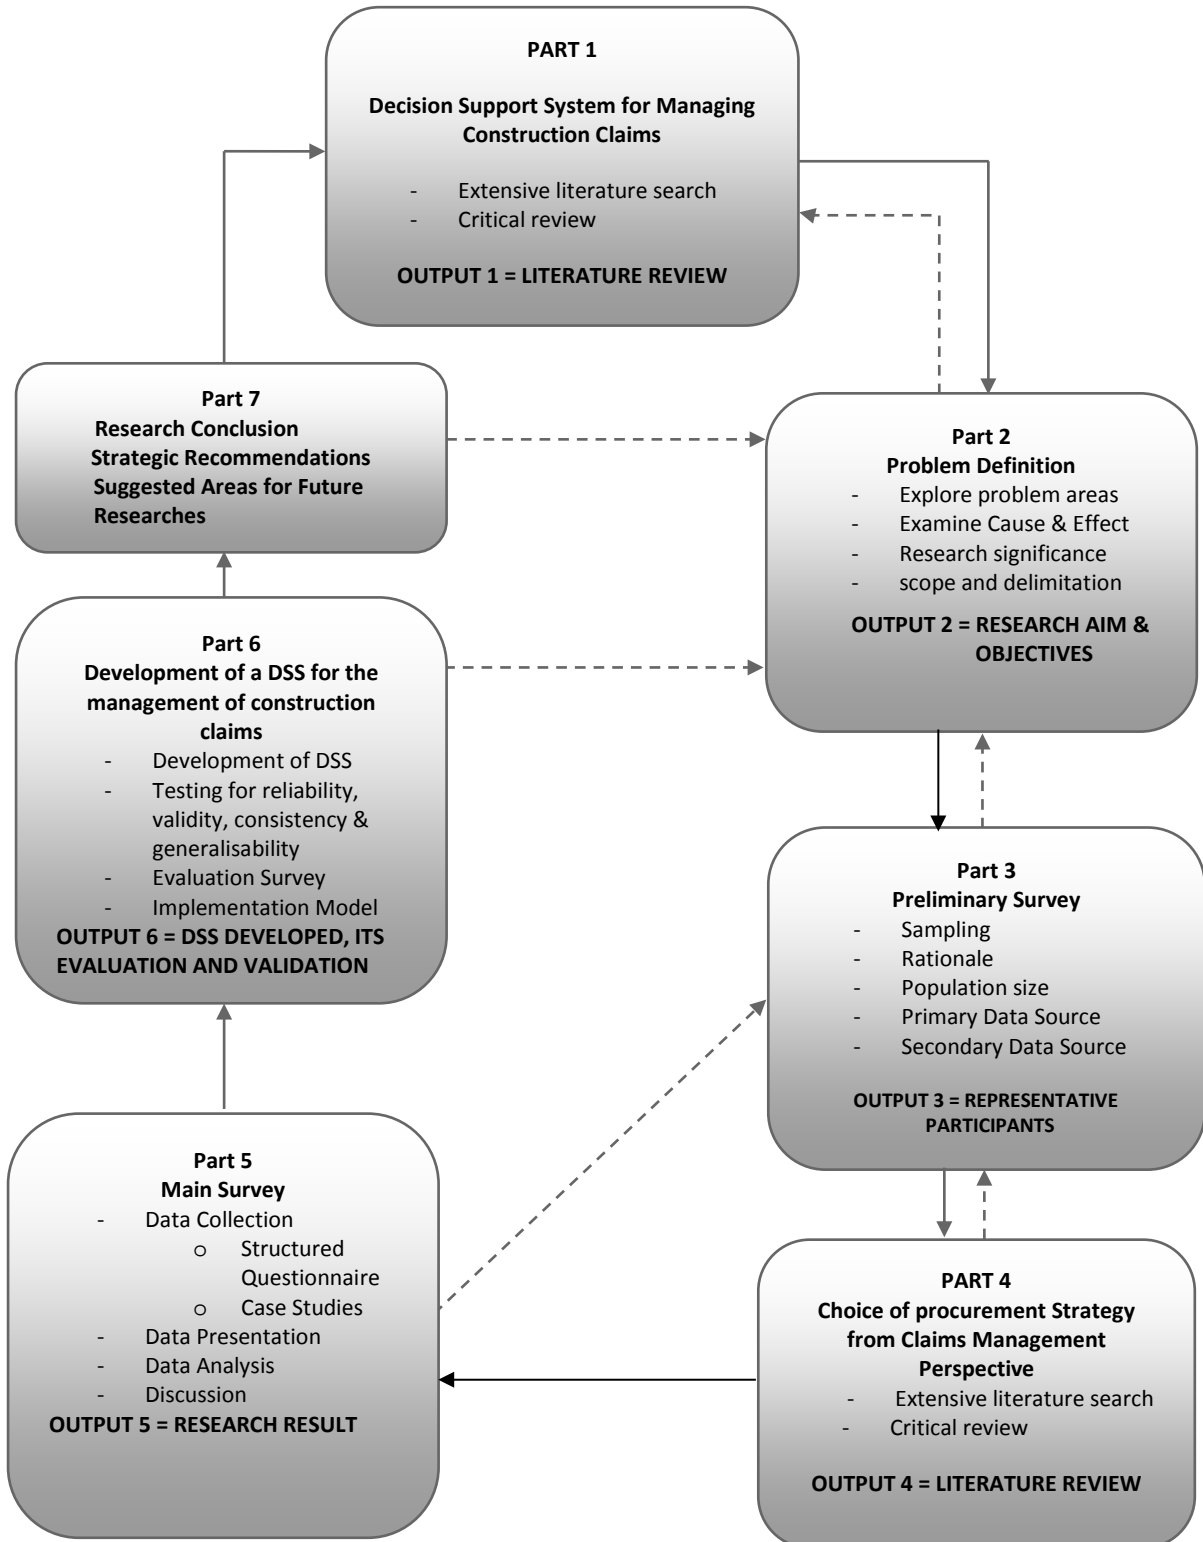 PART 1
Decision Support System for Managing
Construction Claims
- Extensive literature search
- Critical review
OUTPUT 1 = LITERATURE REVIEW
Part 2
Problem Definition
- Explore problem areas
- Examine Cause & Effect
- Research significance
- scope and delimitation
OUTPUT 2 = RESEARCH AIM &
OBJECTIVES
Part 3
Preliminary Survey
- Sampling
- Rationale
- Population size
- Primary Data Source
- Secondary Data Source
OUTPUT 3 = REPRESENTATIVE
PARTICIPANTS
PART 4
Choice of procurement Strategy
from Claims Management
Perspective
- Extensive literature search
- Critical review
OUTPUT 4 = LITERATURE REVIEW
Part 5
Main Survey
- Data Collection
o Structured
Questionnaire
o Case Studies
- Data Presentation
- Data Analysis
- Discussion
OUTPUT 5 = RESEARCH RESULT
Part 6
Development of a DSS for the
management of construction
claims
- Development of DSS
- Testing for reliability,
validity, consistency &
generalisability
- Evaluation Survey
- Implementation Model
OUTPUT 6 = DSS DEVELOPED, ITS
EVALUATION AND VALIDATION
Part 7
Research Conclusion
Strategic Recommendations
Suggested Areas for Future
Researches